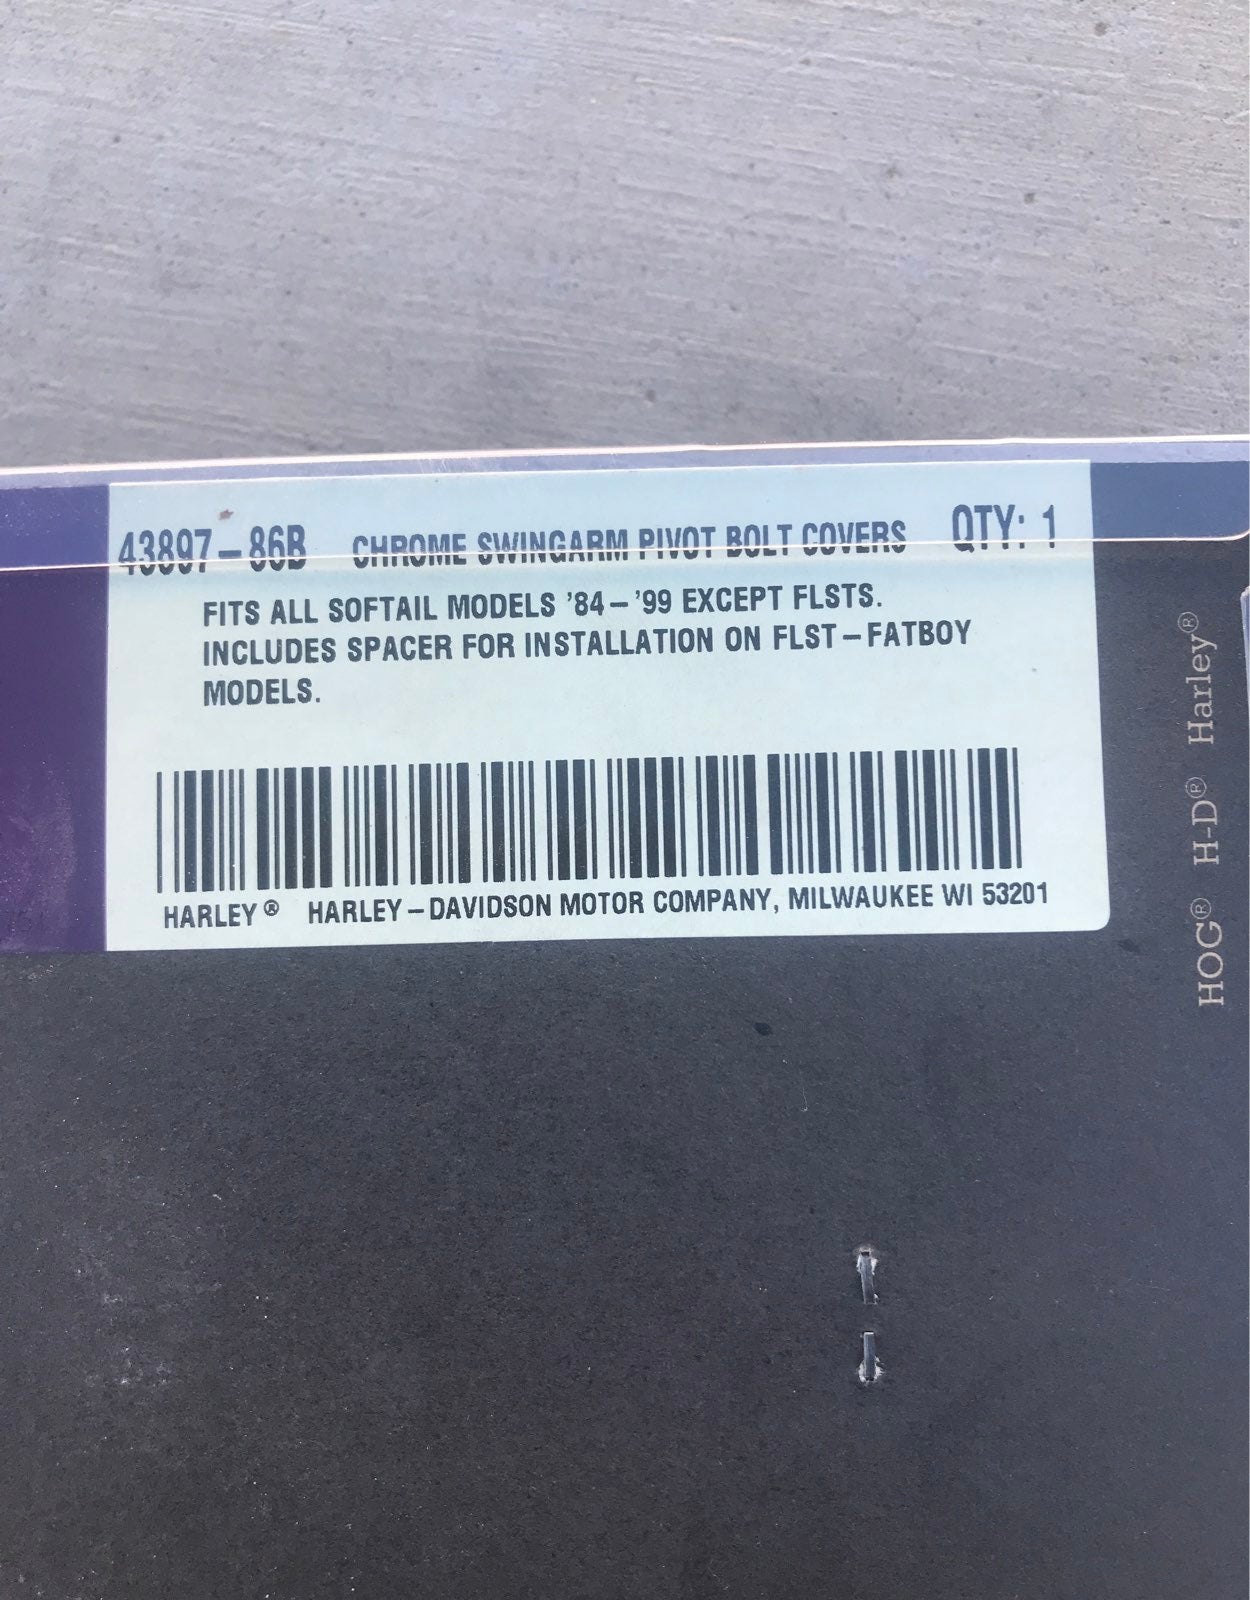 43897-86B CHROME SWINGARM PIVOT BOLT COVERS QTY: 1
FITS ALL SOFTAIL MODELS '84-'99 EXCEPT FLSTS.
INCLUDES SPACER FOR INSTALLATION ON FLST-FATBOY
MODELS.
HARLEY® HARLEY-DAVIDSON MOTOR COMPANY, MILWAUKEE WI 53201
HOG® H-D® Harley®